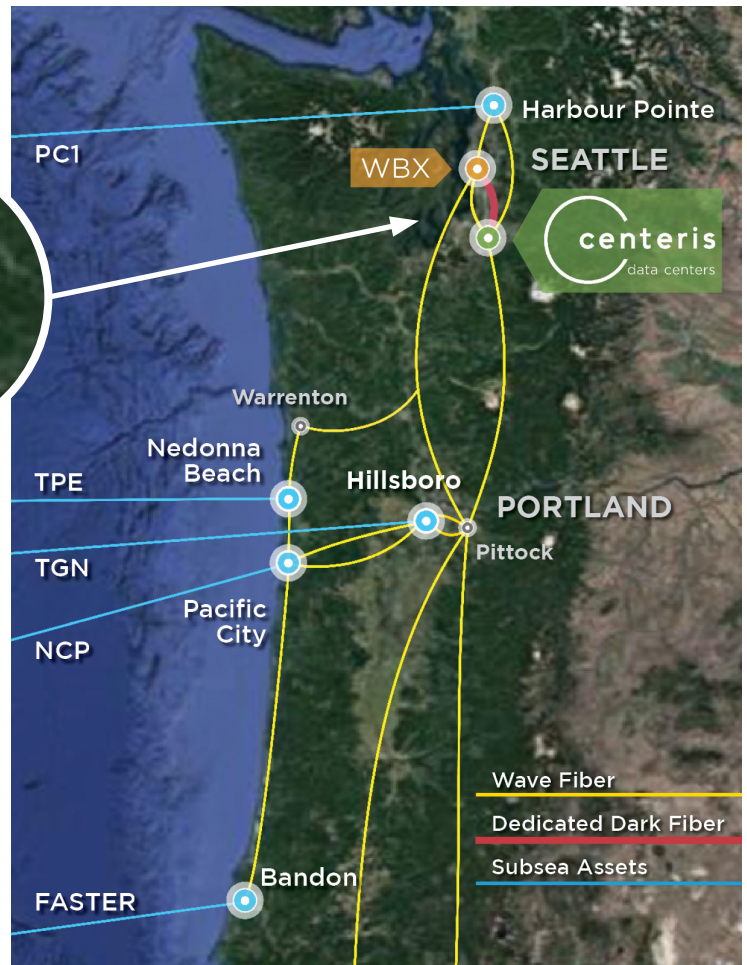 Harbour Pointe
PC1
WBX
SEATTLE
centeris
data centers
Warrenton
Nedonna
Beach
TPE
Hillsboro
PORTLAND
Pittock
TGN
Pacific
City
NCP
Wave Fiber
Dedicated Dark Fiber
Subsea Assets
Bandon
FASTER